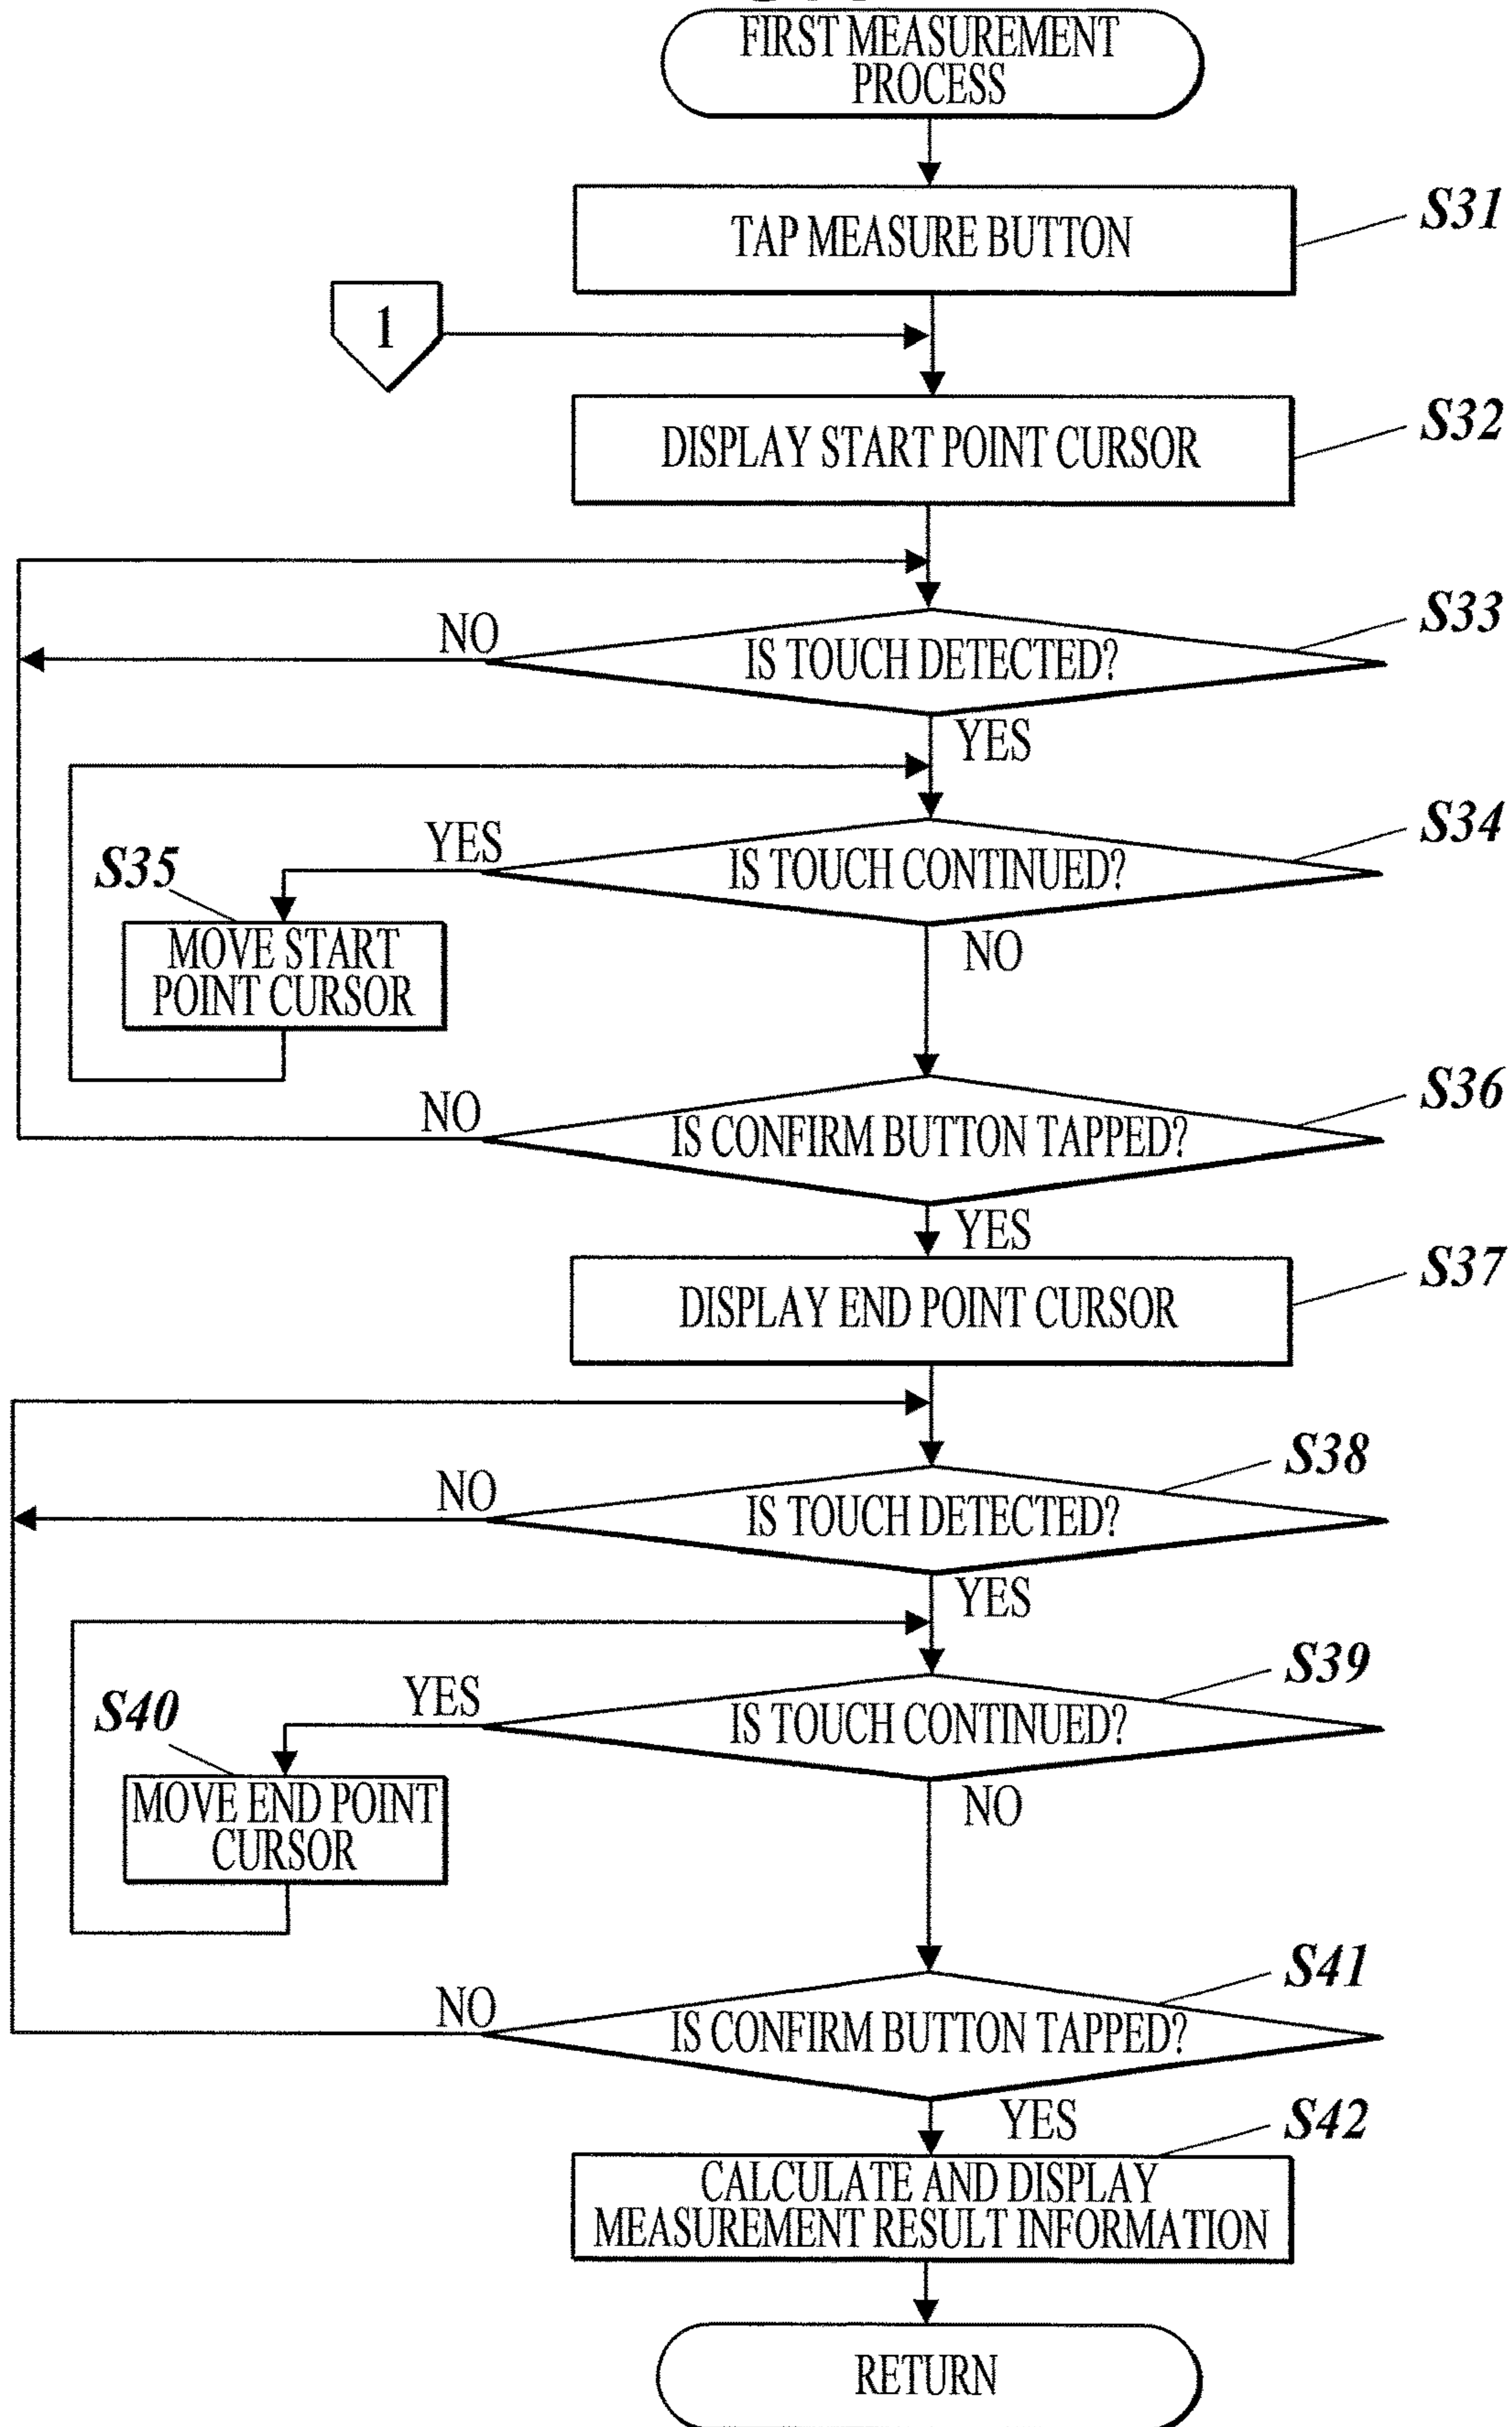 FIRST MEASUREMENT
PROCESS
TAP MEASURE BUTTON
S31
1
DISPLAY START POINT CURSOR
S32
NO
IS TOUCH DETECTED?
S33
YES
YES
IS TOUCH CONTINUED?
S34
S35
MOVE START
POINT CURSOR
NO
NO
IS CONFIRM BUTTON TAPPED?
S36
YES
DISPLAY END POINT CURSOR
S37
NO
IS TOUCH DETECTED?
S38
YES
YES
IS TOUCH CONTINUED?
S39
S40
MOVE END POINT
CURSOR
NO
NO
IS CONFIRM BUTTON TAPPED?
S41
YES
S42
CALCULATE AND DISPLAY
MEASUREMENT RESULT INFORMATION
RETURN